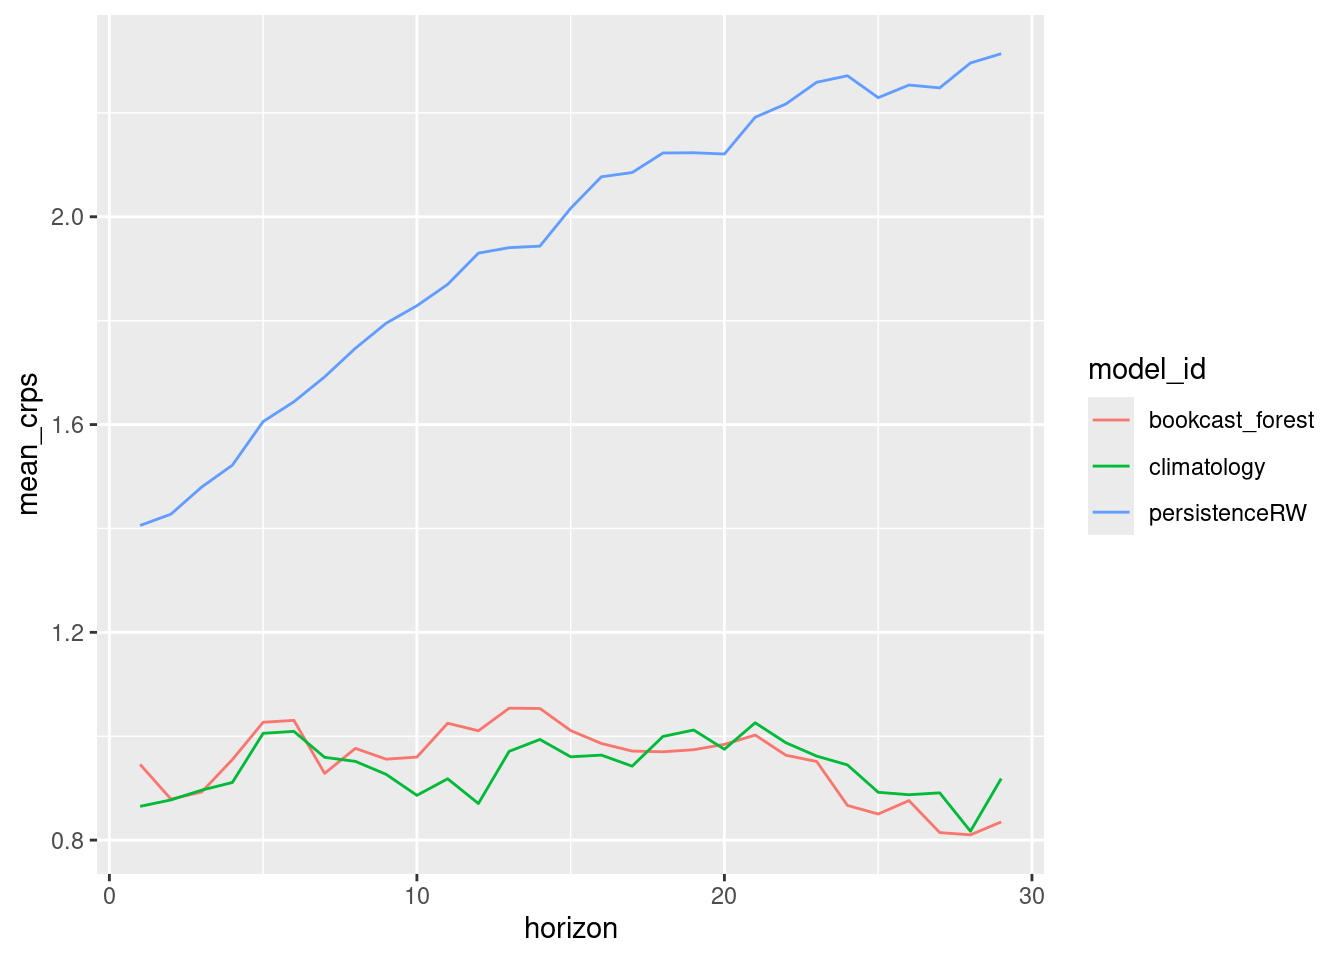 mean_crps
2.0
1.6
1.2
0.8
0
10
20
30
horizon
model_id
bookcast_forest
climatology
persistenceRW